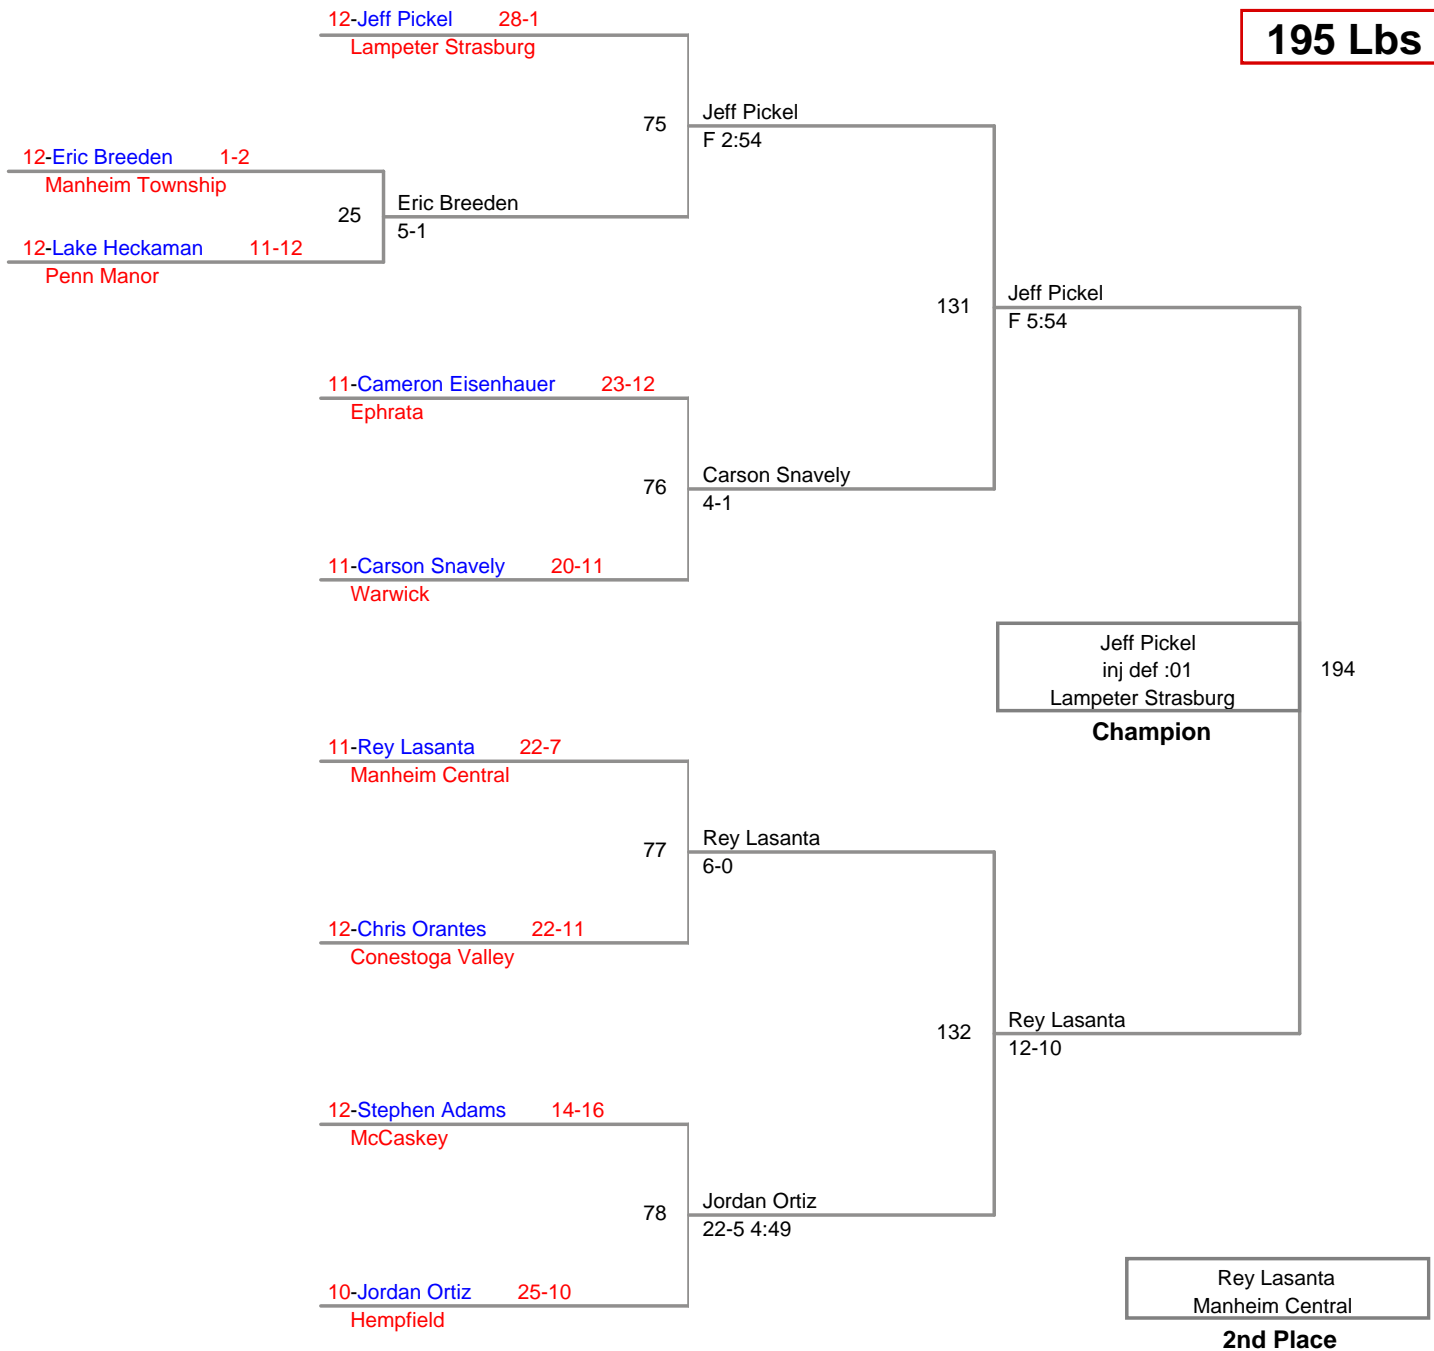 12-Jeff Pickel 28-1
Lampeter Strasburg
195 Lbs
75
Jeff Pickel
F 2:54
12-Eric Breeden 1-2
Manheim Township
25
Eric Breeden
5-1
12-Lake Heckaman 11-12
Penn Manor
131
Jeff Pickel
F 5:54
11-Cameron Eisenhauer 23-12
Ephrata
76
Carson Snavely
4-1
11-Carson Snavely 20-11
Warwick
Jeff Pickel
inj def :01
Lampeter Strasburg
194
Champion
11-Rey Lasanta 22-7
Manheim Central
77
Rey Lasanta
6-0
12-Chris Orantes 22-11
Conestoga Valley
132
Rey Lasanta
12-10
12-Stephen Adams 14-16
McCaskey
78
Jordan Ortiz
22-5 4:49
10-Jordan Ortiz 25-10
Hempfield
Rey Lasanta
Manheim Central
2nd Place